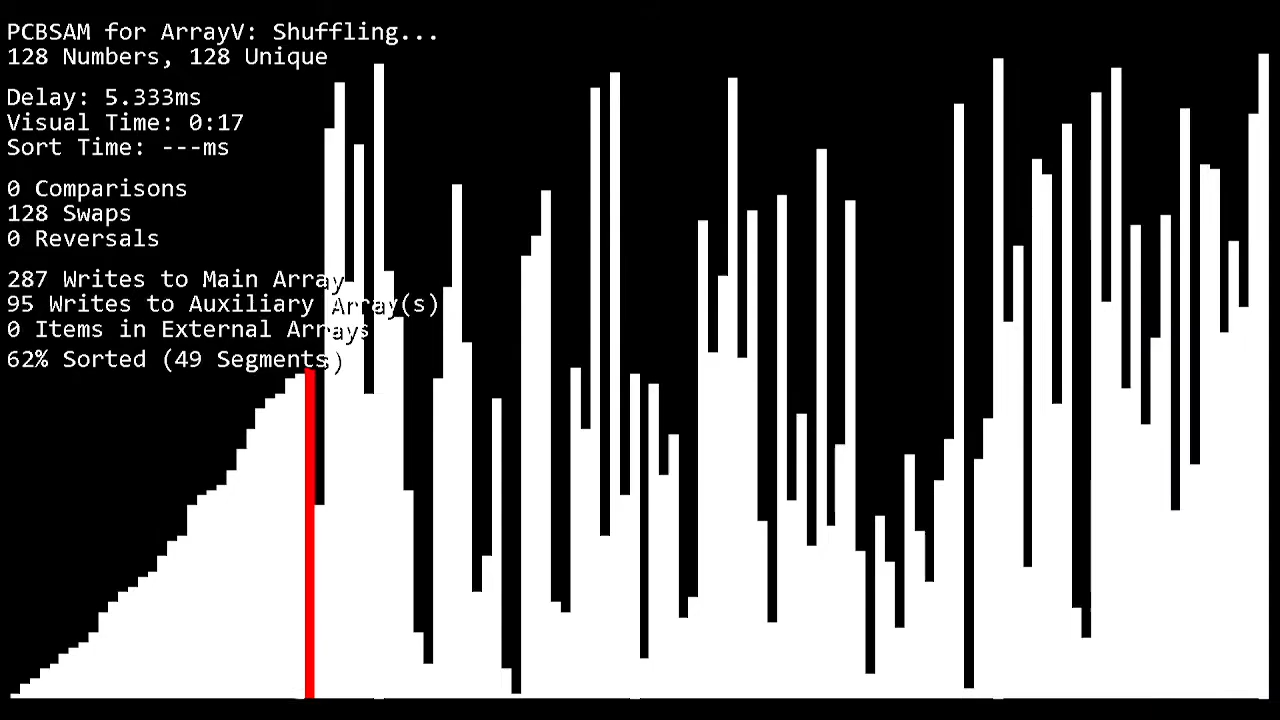 PCBSAM for ArrayV: Shuffling...
128 Numbers, 128 Unique
Delay: 5.333ms
Visual Time: 0:17
Sort Time: ---ms
0 Comparisons
128 Swaps
0 Reversals
287 Writes to Main Array
95 Writes to Auxiliary Array(s)
0 Items in External Arrays
62% Sorted (49 Segments)